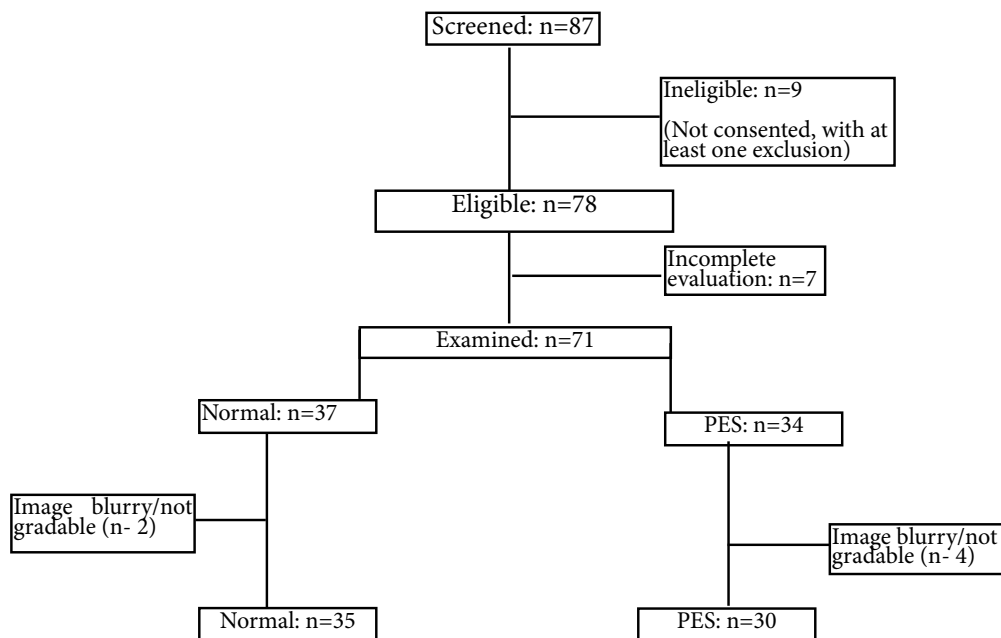 Screened: n=87
Ineligible: n=9
(Not consented, with at
least one exclusion)
Eligible: n=78
Incomplete
evaluation: n=7
Examined: n=71
Normal: n=37
PES: n=34
Image blurry/not
gradable (n- 2)
Image blurry/not
gradable (n- 4)
Normal: n=35
PES: n=30